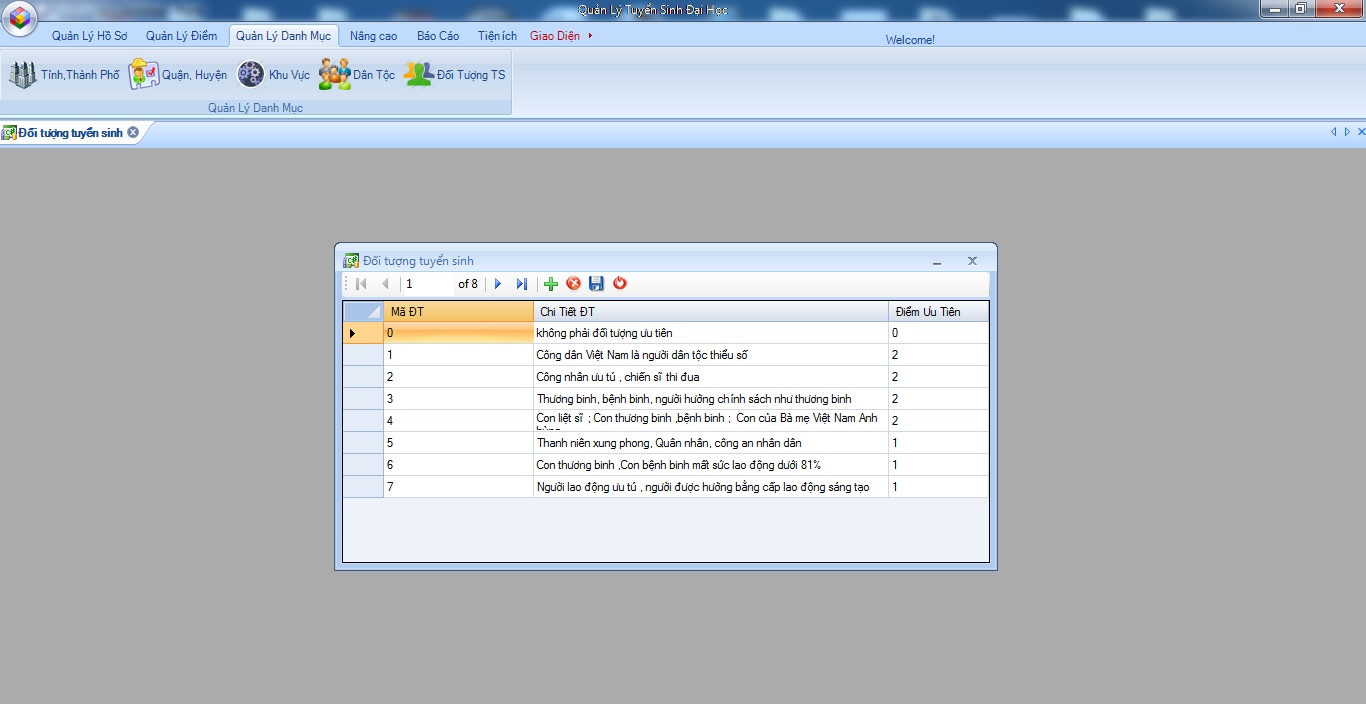 Quản Lý Tuyển Sinh Đại Học
Quản Lý Hồ Sơ Quản Lý Điểm Quản Lý Danh Mục Nâng cao Báo Cáo Tiện ích Giao Diện Welcome!
Tỉnh,Thành Phố Quận, Huyện Khu Vực Dân Tộc Đối Tượng TS
Quản Lý Danh Mục
Đối tượng tuyển sinh
Đối tượng tuyển sinh
1 of 8
Mã ĐT Chi Tiết ĐT Điểm Ưu Tiên
0 không phải đối tượng ưu tiên 0
1 Công dân Việt Nam là người dân tộc thiểu số 2
2 Công nhân ưu tú , chiến sĩ thi đua 2
3 Thương binh, bệnh binh, người hưởng chính sách như thương binh 2
4 Con liệt sĩ ; Con thương binh ,bệnh binh ; Con của Bà mẹ Việt Nam Anh 2
5 Thanh niên xung phong, Quân nhân, công an nhân dân 1
6 Con thương binh ,Con bệnh binh mất sức lao động dưới 81% 1
7 Người lao động ưu tú , người được hưởng bằng cấp lao động sáng tạo 1